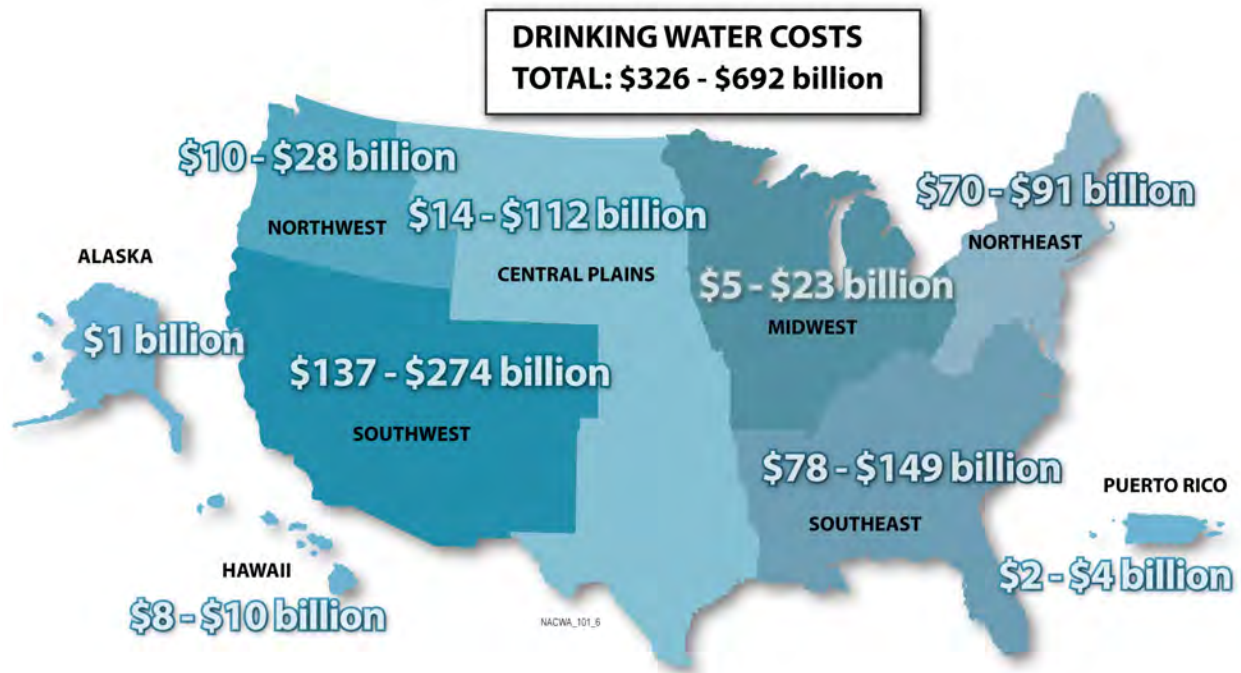 DRINKING WATER COSTS
TOTAL: $326 - $692 billion
$10 - $28 billion
NORTHWEST
$14 - $112 billion
CENTRAL PLAINS
$70 - $91 billion
NORTHEAST
ALASKA
$1 billion
$5 - $23 billion
MIDWEST
$137 - $274 billion
SOUTHWEST
$78 - $149 billion
SOUTHEAST
PUERTO RICO
$2 - $4 billion
HAWAII
$8 - $10 billion
NACWA_101_6